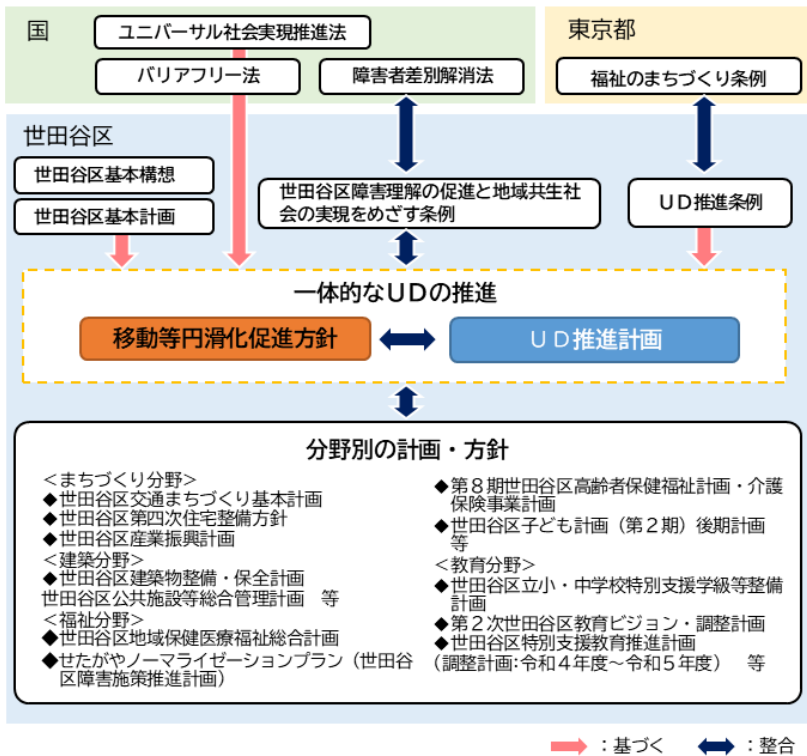 国
ユニバーサル社会実現推進法
バリアフリー法
障害者差別解消法
東京都
福祉のまちづくり条例
世田谷区
世田谷区基本構想
世田谷区基本計画
世田谷区障害理解の促進と地域共生社
会の実現をめざす条例
ＵＤ推進条例
一体的なUDの推進
移動等円滑化促進方針
ＵＤ推進計画
分野別の計画・方針
＜まちづくり分野＞
◆世田谷区交通まちづくり基本計画
◆世田谷区第四次住宅整備方針
◆世田谷区産業振興計画
＜建築分野＞
◆世田谷区建築物整備・保全計画
世田谷区公共施設等総合管理計画　等
＜福祉分野＞
◆世田谷区地域保健医療福祉総合計画
◆せたがやノーマライゼーションプラン（世田谷
区障害施策推進計画）
◆第８期世田谷区高齢者保健福祉計画・介護
保険事業計画
◆世田谷区子ども計画（第２期）後期計画
等
＜教育分野＞
◆世田谷区立小・中学校特別支援学級等整備
計画
◆第２次世田谷区教育ビジョン・調整計画
◆世田谷区特別支援教育推進計画
（調整計画：令和４年度～令和５年度）　等
：基づく
：整合